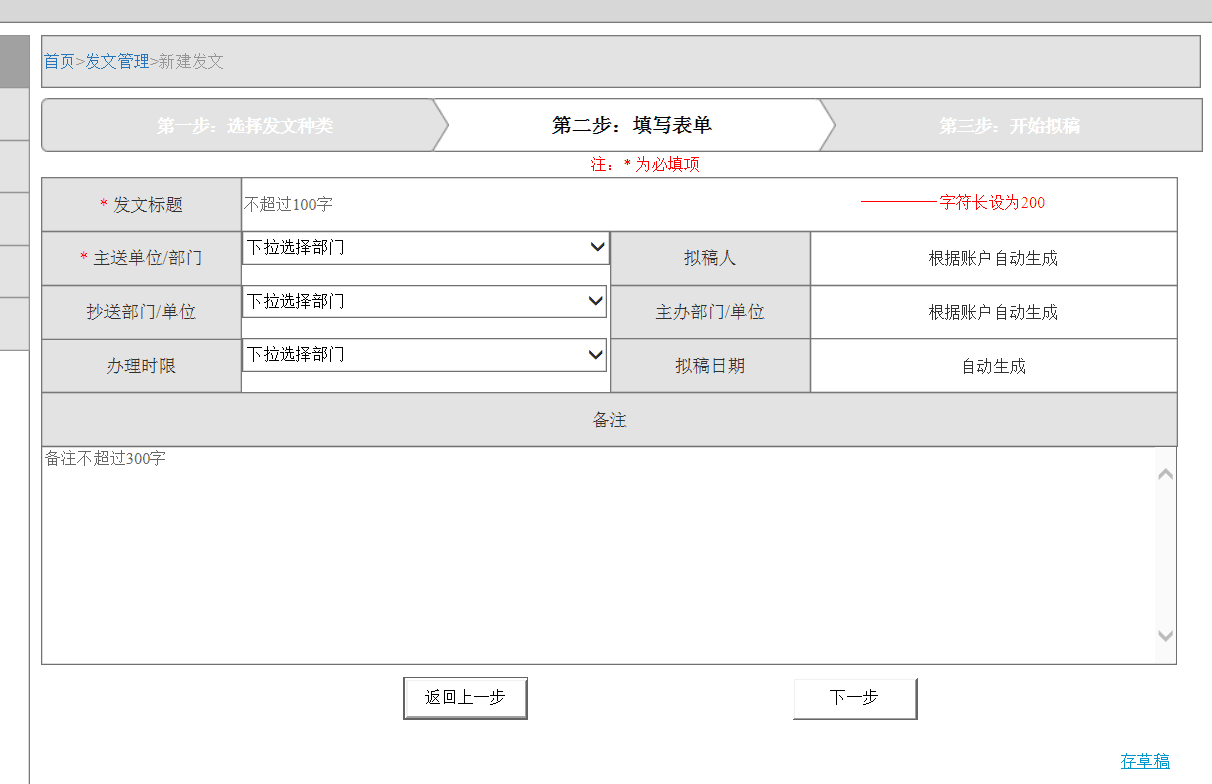 首页>发文管理>新建发文
第一步：选择发文种类
第二步：填写表单
第三步：开始拟稿
注：* 为必填项
* 发文标题
不超过100字
字符长设为200
* 主送单位/部门
下拉选择部门
拟稿人
根据账户自动生成
抄送部门/单位
下拉选择部门
主办部门/单位
根据账户自动生成
办理时限
下拉选择部门
拟稿日期
自动生成
备注
备注不超过300字
返回上一步
下一步
存草稿